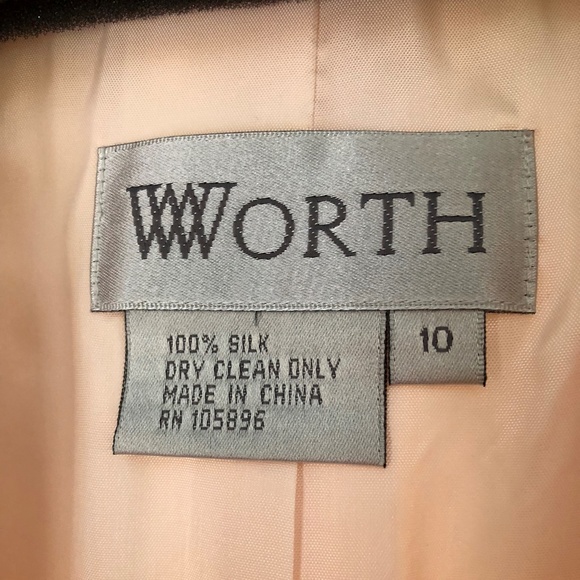 WORTH
100% SILK
DRY CLEAN ONLY
MADE IN CHINA
RN 105896
10